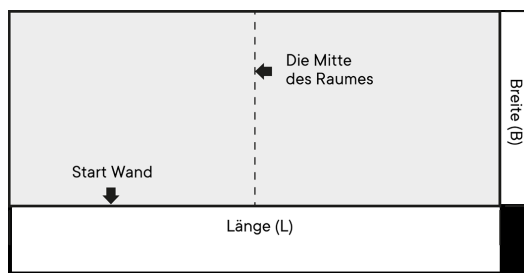 Die Mitte
des Raumes
Start Wand
Länge (L)
Breite (B)